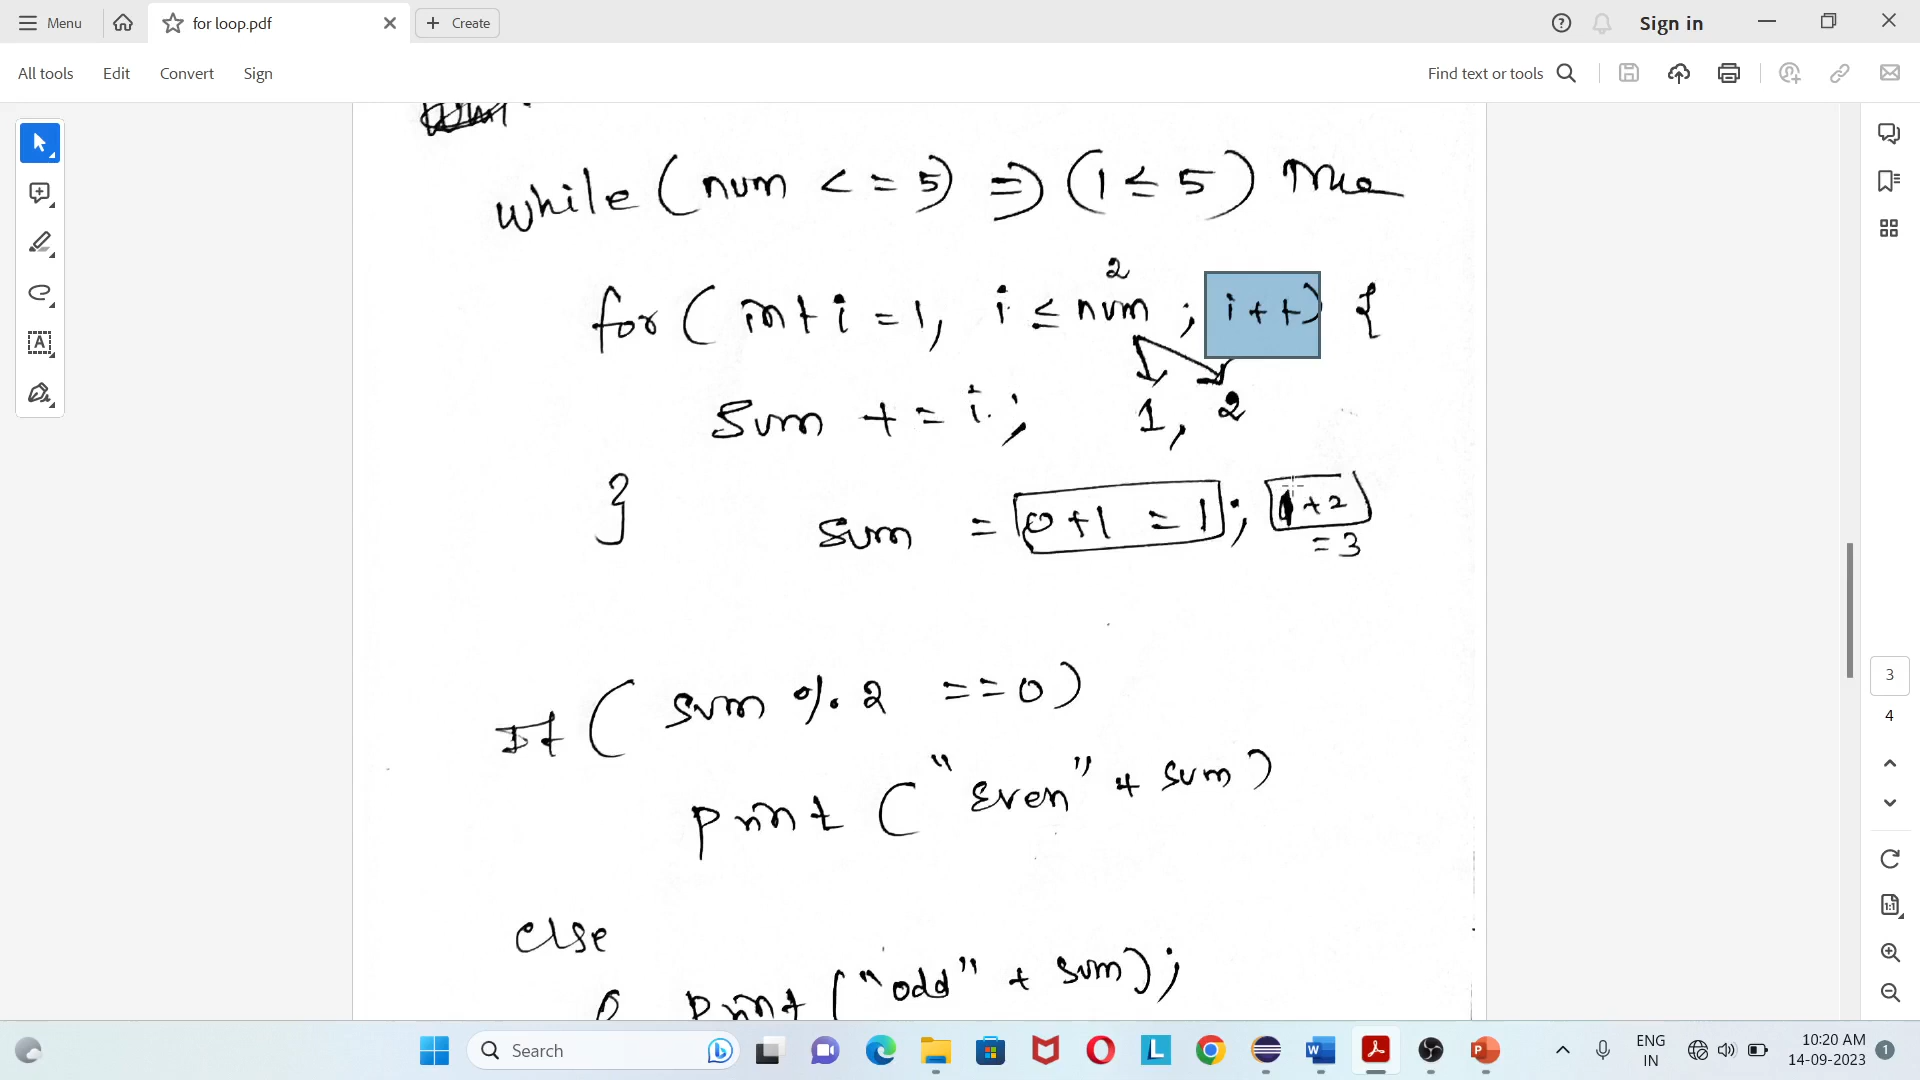 Menu for loop.pdf Create Sign in
All tools Edit Convert Sign Find text or tools
while (num < = 5) => (1 ≤ 5) True
2
for ( int i = 1, i ≤ num ; i + +) {
sum + = i ; 1, 2
} sum = 0 + 1 = 1 ; 1 + 2
= 3
If ( sum % 2 == 0 )
print ( "Even" + sum )
else
print ( "odd" + sum ) ;
3
4
Search
ENG
IN
10:20 AM
14-09-2023
1